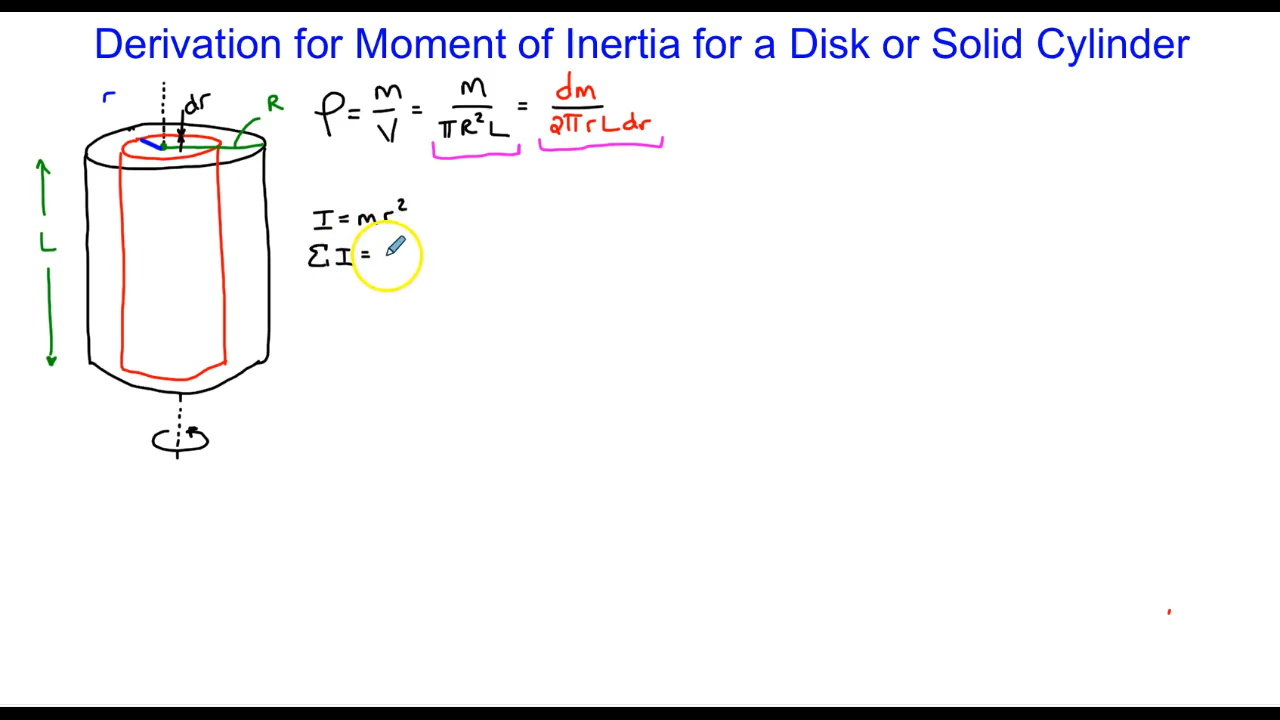 Derivation for Moment of Inertia for a Disk or Solid Cylinder
r
dr
R
L
ρ = m/V = m/(πR²L) = dm/(2πrLdr)
I = mr²
ΣI =